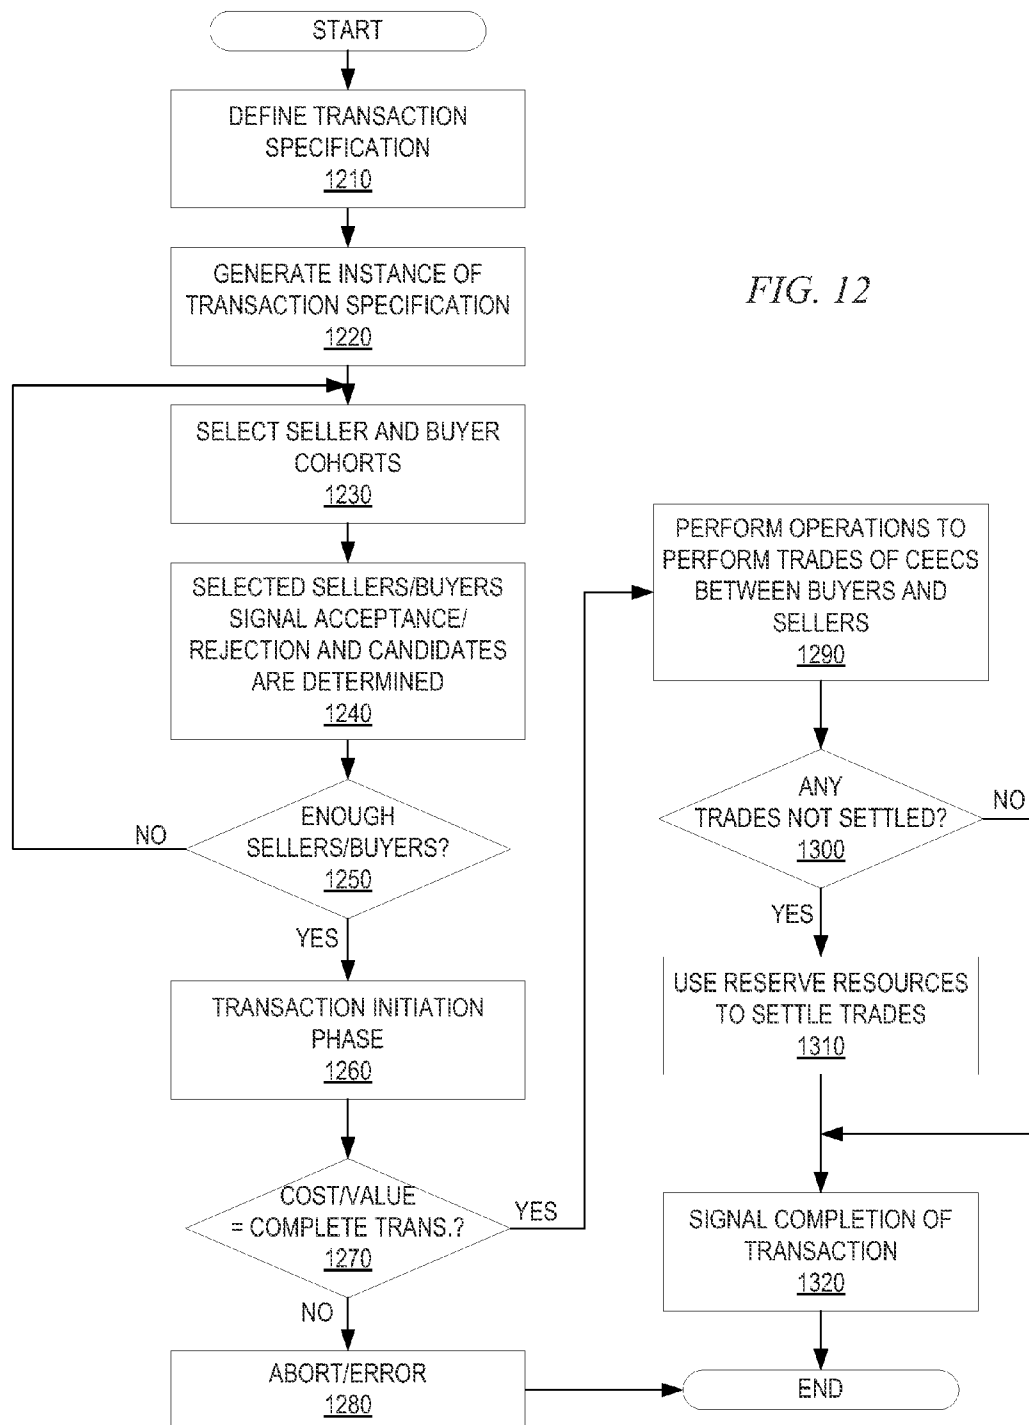 START
DEFINE TRANSACTION
SPECIFICATION
1210
GENERATE INSTANCE OF
TRANSACTION SPECIFICATION
1220
FIG. 12
SELECT SELLER AND BUYER
COHORTS
1230
SELECTED SELLERS/BUYERS
SIGNAL ACCEPTANCE/
REJECTION AND CANDIDATES
ARE DETERMINED
1240
NO
ENOUGH
SELLERS/BUYERS?
1250
YES
TRANSACTION INITIATION
PHASE
1260
COST/VALUE
= COMPLETE TRANS.?
1270
YES
NO
ABORT/ERROR
1280
PERFORM OPERATIONS TO
PERFORM TRADES OF CEECS
BETWEEN BUYERS AND
SELLERS
1290
ANY
TRADES NOT SETTLED?
1300
NO
YES
USE RESERVE RESOURCES
TO SETTLE TRADES
1310
SIGNAL COMPLETION OF
TRANSACTION
1320
END